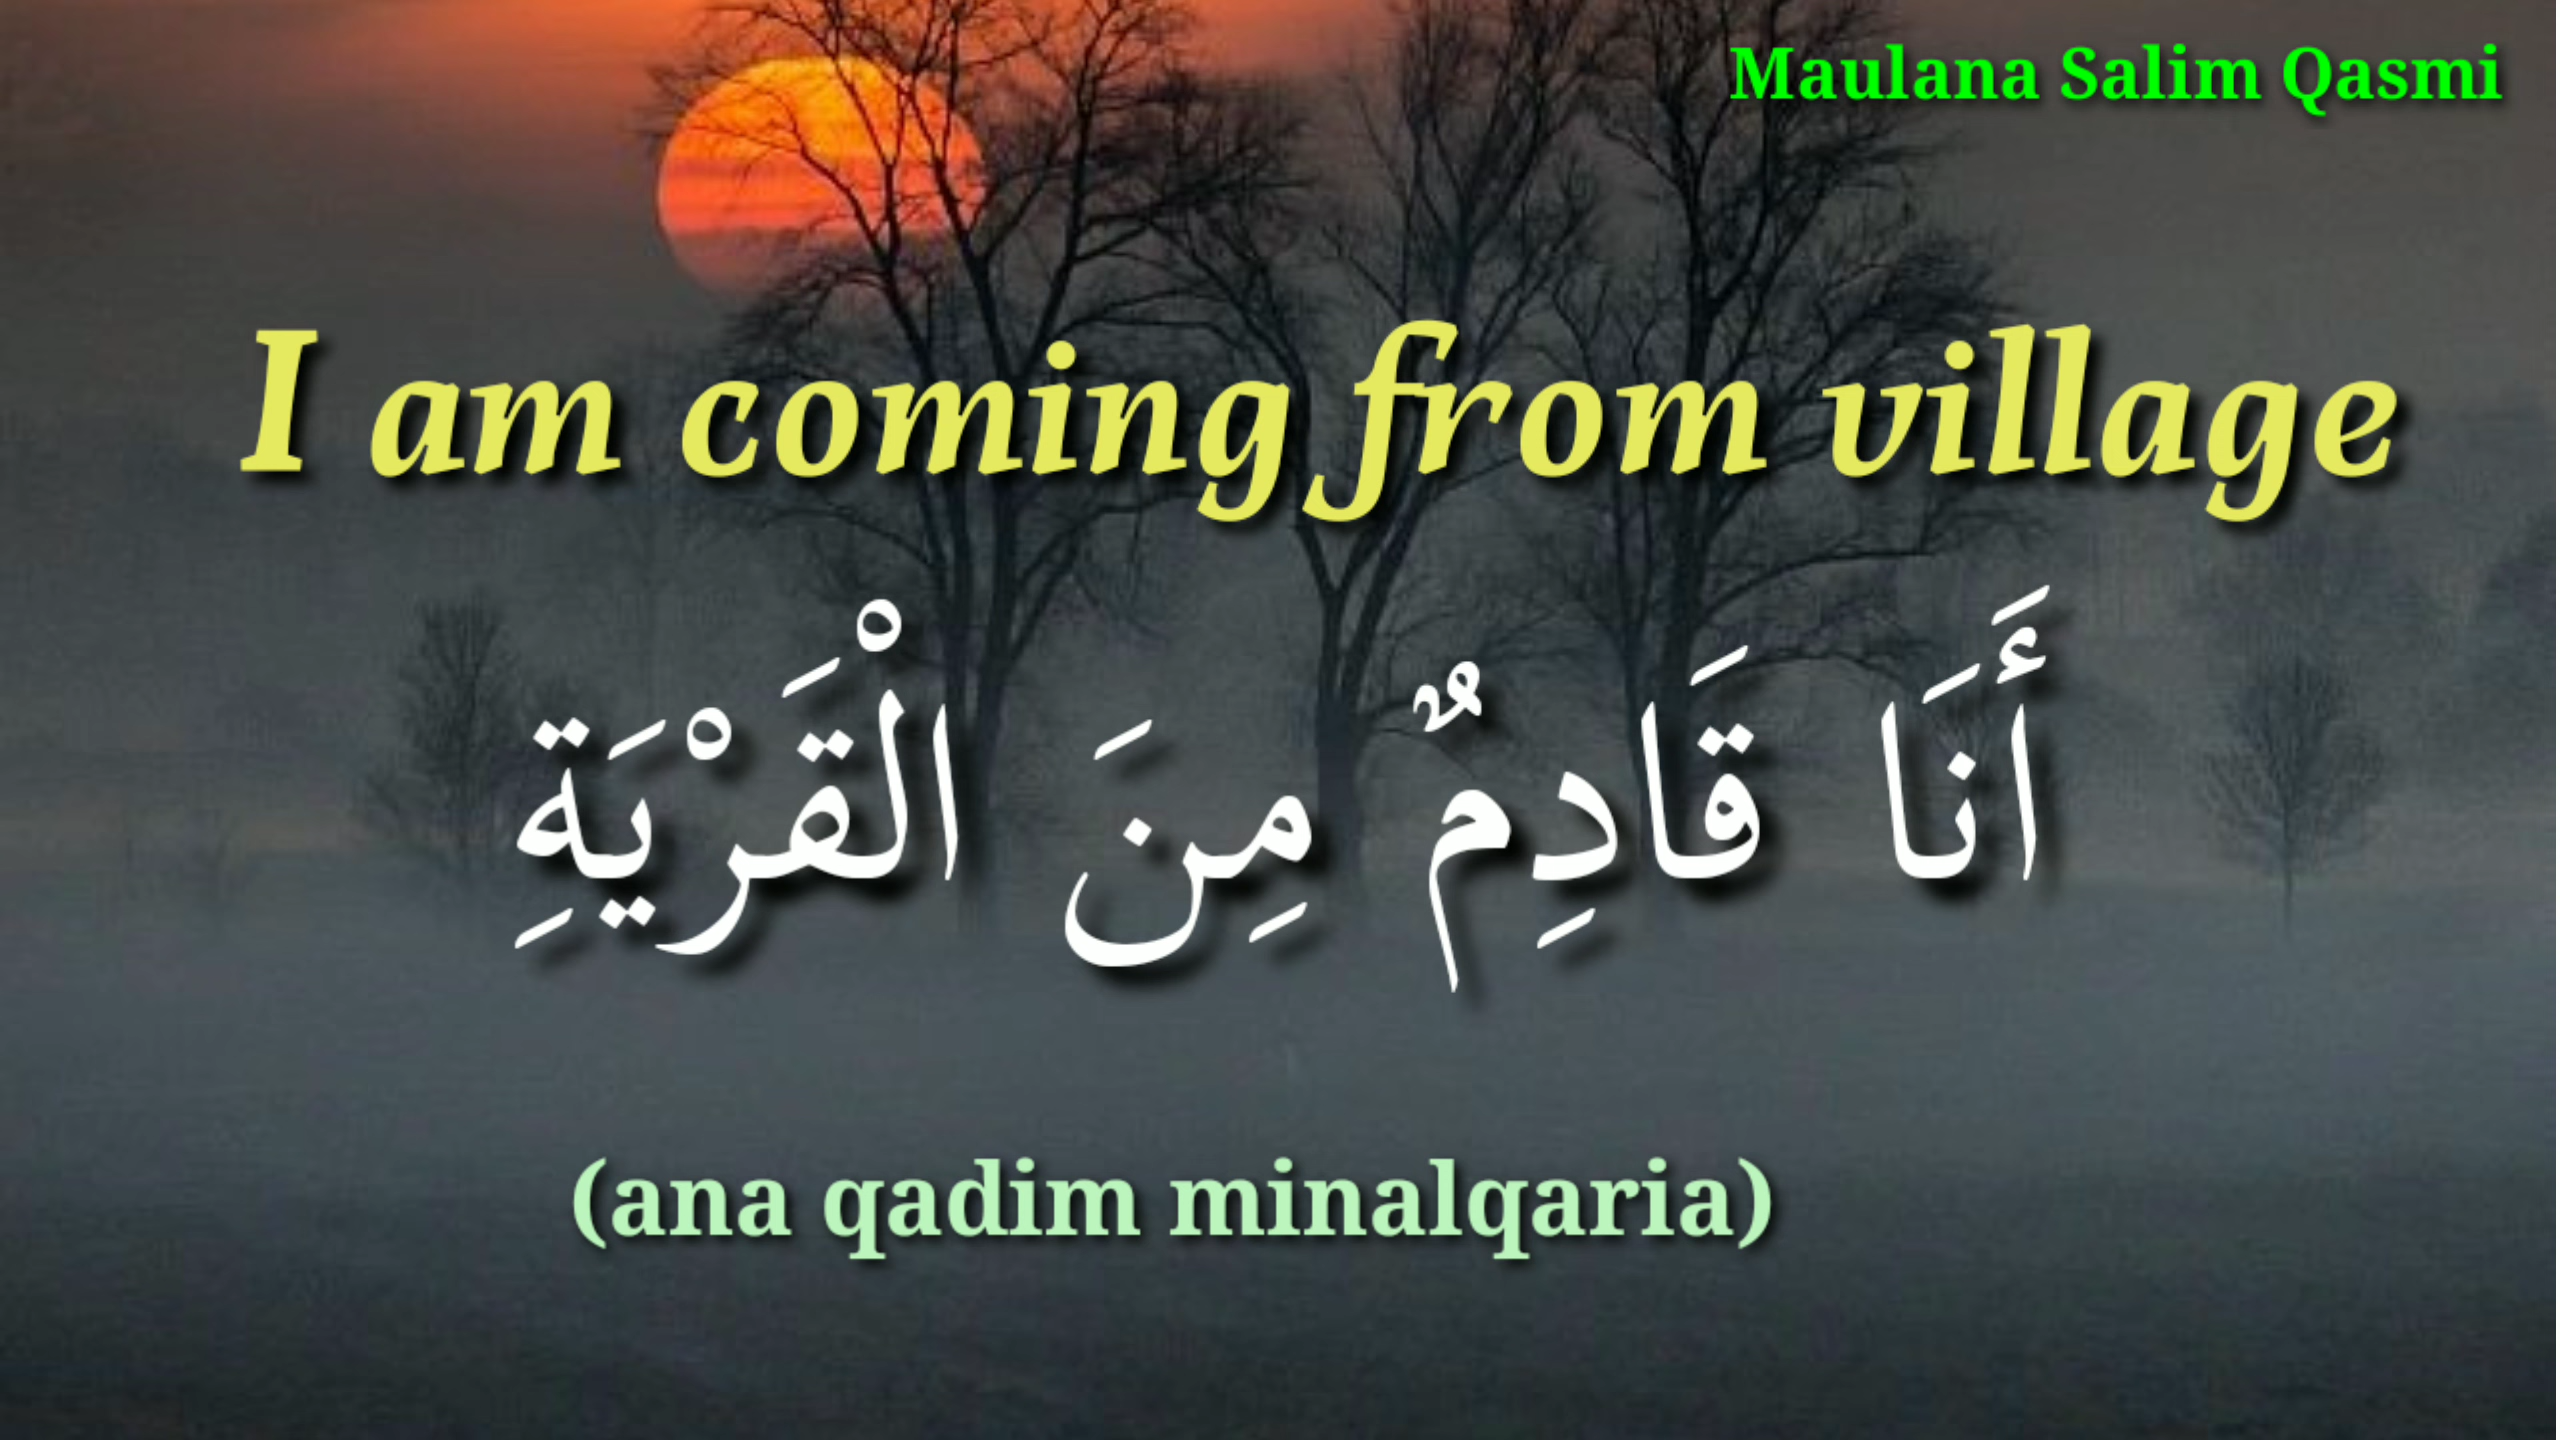 Maulana Salim Qasmi
I am coming from village
أَنَا قَادِمٌ مِنَ الْقَرْيَةِ
(ana qadim minalqaria)